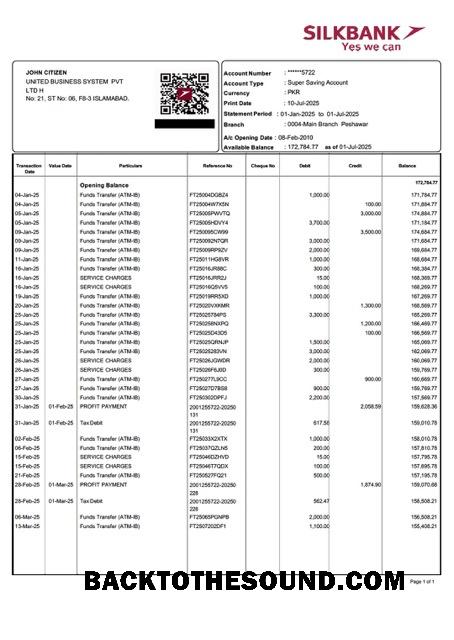 SILKBANK
Yes we can
JOHN CITIZEN
UNITED BUSINESS SYSTEM PVT
LTD H
No. 21, ST No: 06, F8-3 ISLAMABAD.
Account Number : ******5722
Account Type : Super Saving Account
Currency : PKR
Print Date : 10-Jul-2025
Statement Period : 01-Jan-2025 to 01-Jul-2025
Branch : 0004-Main Branch Peshawar
A/c Opening Date : 08-Feb-2010
Available Balance : 172,784.77 as of 01-Jul-2025
Transaction Date Value Date Particulars Reference No Cheque No Debit Credit Balance
Opening Balance 172,784.77
04-Jan-25 Funds Transfer (ATM-IB) FT25004DGBZ4 1,000.00 171,784.77
04-Jan-25 Funds Transfer (ATM-IB) FT25004W7X5N 100.00 171,884.77
05-Jan-25 Funds Transfer (ATM-IB) FT25005PWVTQ 3,000.00 174,884.77
05-Jan-25 Funds Transfer (ATM-IB) FT25005HDVY4 3,700.00 171,184.77
09-Jan-25 Funds Transfer (ATM-IB) FT250095CW99 3,500.00 174,684.77
09-Jan-25 Funds Transfer (ATM-IB) FT250092N7QR 3,000.00 171,684.77
09-Jan-25 Funds Transfer (ATM-IB) FT25009RP9ZV 2,000.00 169,684.77
11-Jan-25 Funds Transfer (ATM-IB) FT25011HG8VR 1,000.00 168,684.77
16-Jan-25 Funds Transfer (ATM-IB) FT25016JR88C 300.00 168,384.77
16-Jan-25 SERVICE CHARGES FT25016JRR2J 15.00 168,369.77
16-Jan-25 SERVICE CHARGES FT25016Q5VV5 100.00 168,269.77
19-Jan-25 Funds Transfer (ATM-IB) FT25019RR5XD 1,000.00 167,269.77
20-Jan-25 Funds Transfer (ATM-IB) FT25020VXKMR 1,300.00 168,569.77
25-Jan-25 Funds Transfer (ATM-IB) FT25025784PS 3,300.00 165,269.77
25-Jan-25 Funds Transfer (ATM-IB) FT250258NXPQ 1,200.00 166,469.77
25-Jan-25 Funds Transfer (ATM-IB) FT25025D43D5 100.00 166,569.77
25-Jan-25 Funds Transfer (ATM-IB) FT25025QRNJP 1,500.00 165,069.77
25-Jan-25 Funds Transfer (ATM-IB) FT25025283VN 3,000.00 162,069.77
26-Jan-25 SERVICE CHARGES FT25026JGWDR 2,000.00 160,069.77
26-Jan-25 SERVICE CHARGES FT25026F6J0D 300.00 159,769.77
27-Jan-25 Funds Transfer (ATM-IB) FT250277L9CC 900.00 160,669.77
27-Jan-25 Funds Transfer (ATM-IB) FT25027D7BS8 900.00 159,769.77
30-Jan-25 Funds Transfer (ATM-IB) FT250302DPFJ 2,200.00 157,569.77
31-Jan-25 01-Feb-25 PROFIT PAYMENT 2001255722-20250 2,058.59 159,628.36
131
31-Jan-25 01-Feb-25 Tax Debit 2001255722-20250 617.58 159,010.78
131
02-Feb-25 Funds Transfer (ATM-IB) FT25033X2XTX 1,000.00 158,010.78
06-Feb-25 Funds Transfer (ATM-IB) FT25037QZLN5 200.00 157,810.78
15-Feb-25 SERVICE CHARGES FT25046DZHVD 15.00 157,795.78
15-Feb-25 SERVICE CHARGES FT25046T7QDX 100.00 157,695.78
21-Feb-25 Funds Transfer (ATM-IB) FT250527FQ21 500.00 157,195.78
28-Feb-25 01-Mar-25 PROFIT PAYMENT 2001255722-20250 1,874.90 159,070.68
228
28-Feb-25 01-Mar-25 Tax Debit 2001255722-20250 562.47 158,508.21
228
06-Mar-25 Funds Transfer (ATM-IB) FT25065PGNPB 2,000.00 156,508.21
13-Mar-25 Funds Transfer (ATM-IB) FT2507202DF1 1,100.00 155,408.21
BACKTOTHESOUND.COM
Page 1 of 1